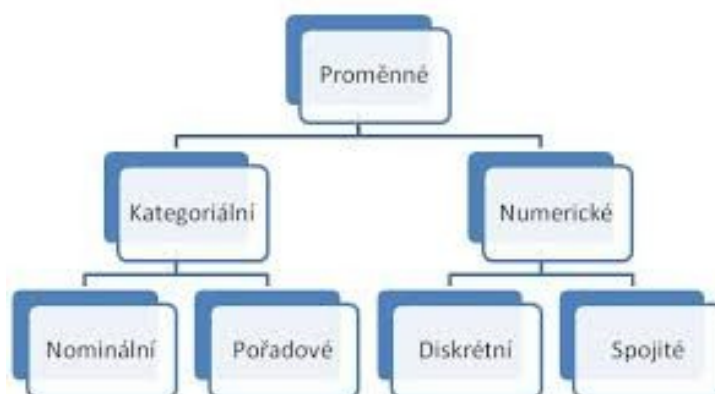 Proměnné
Kategoriální
Numerické
Nominální
Pořadové
Diskrétní
Spojité